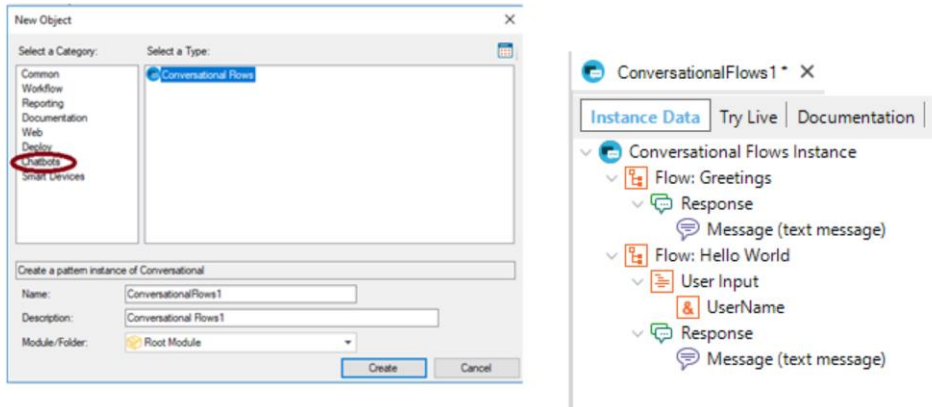 New Object
Select a Category:
Select a Type:
Common
Workflow
Reporting
Documentation
Web
Deploy
Chatbots
Smart Devices
Conversational Flows
Create a pattern instance of Conversational
Name: ConversationalFlows1
Description: Conversational Flows1
Module/Folder: Root Module
Create Cancel
ConversationalFlows1*
Instance Data Try Live Documentation
Conversational Flows Instance
Flow: Greetings
Response
Message (text message)
Flow: Hello World
User Input
& UserName
Response
Message (text message)